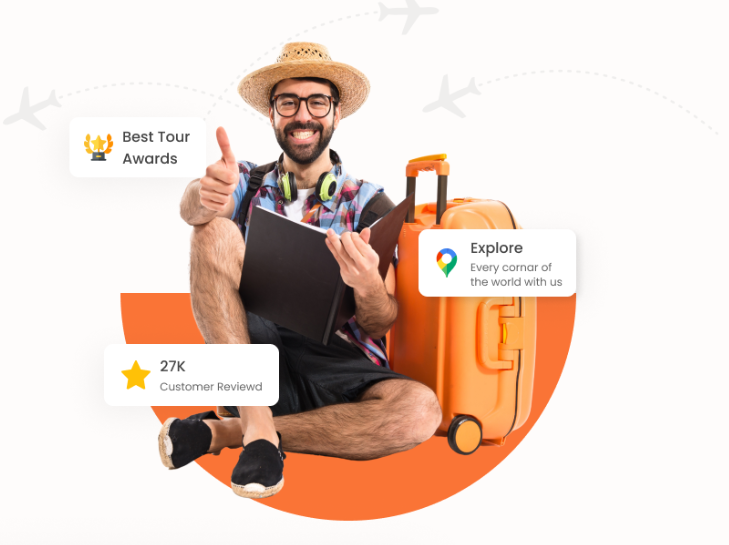 Best Tour
Awards
Explore
Every cornar of
the world with us
27K
Customer Reviewd